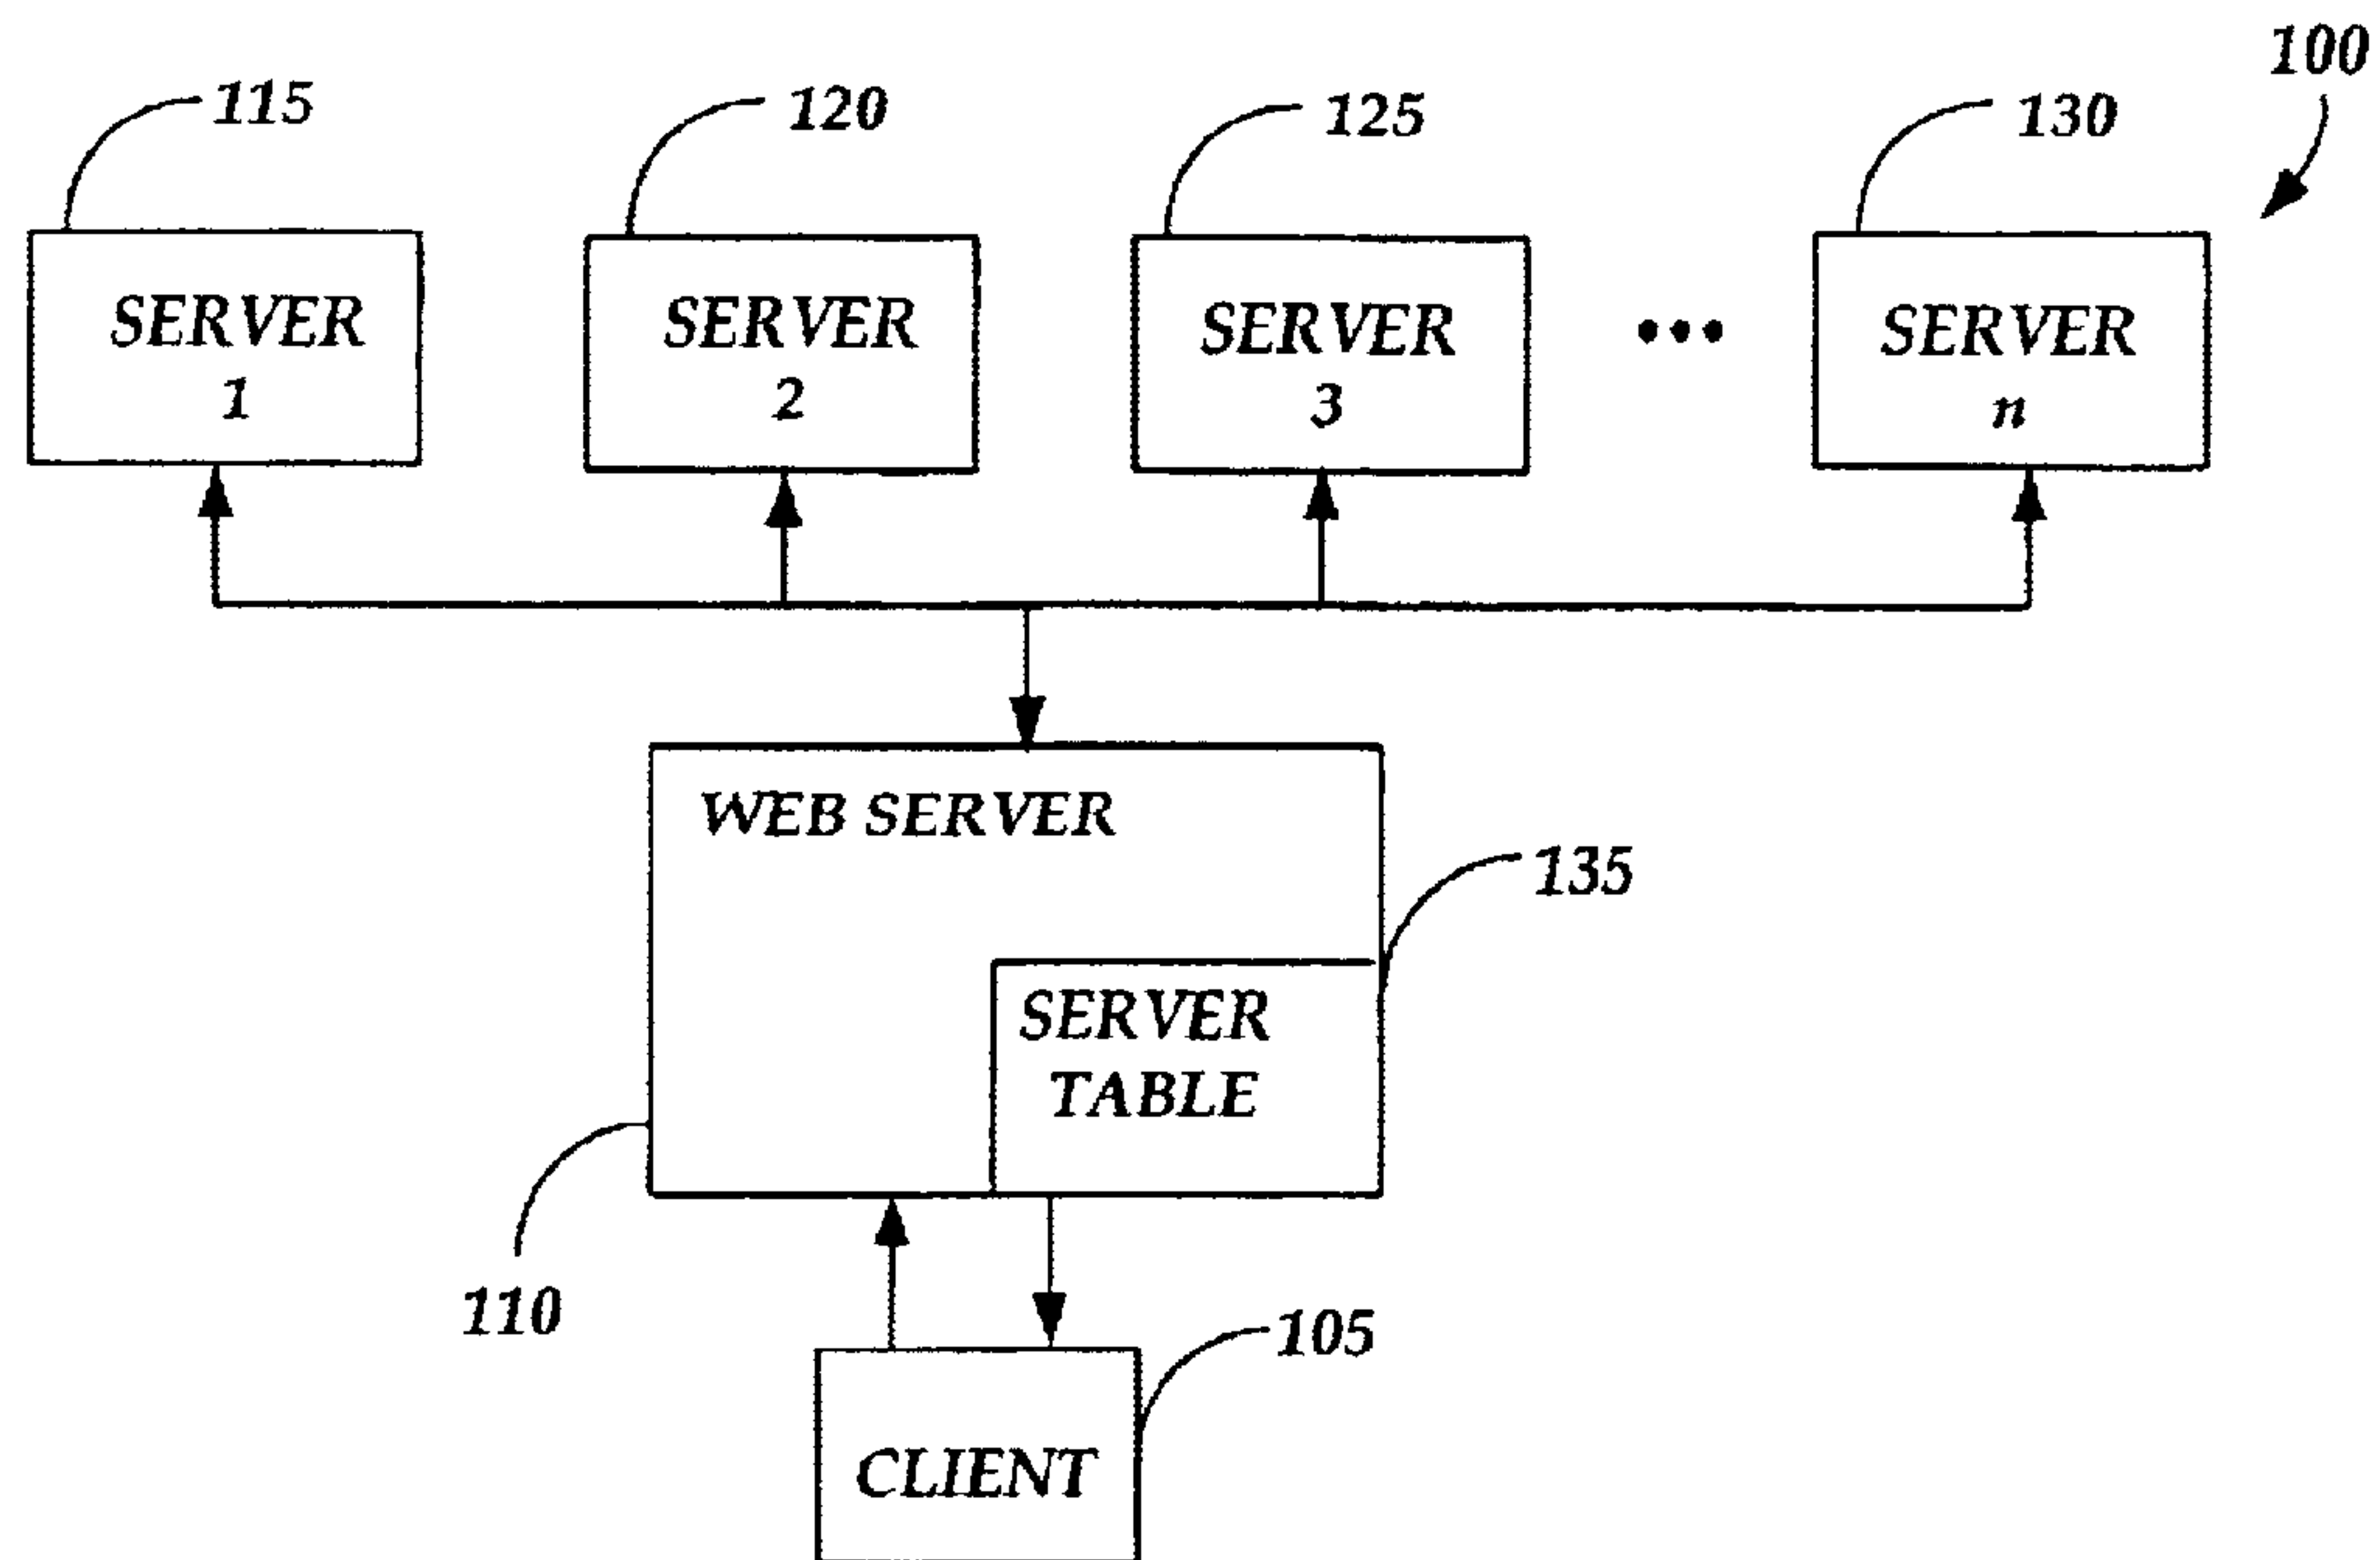 100
115
120
125
130
SERVER
1
SERVER
2
SERVER
3
•••
SERVER
n
WEB SERVER
135
SERVER
TABLE
110
105
CLIENT